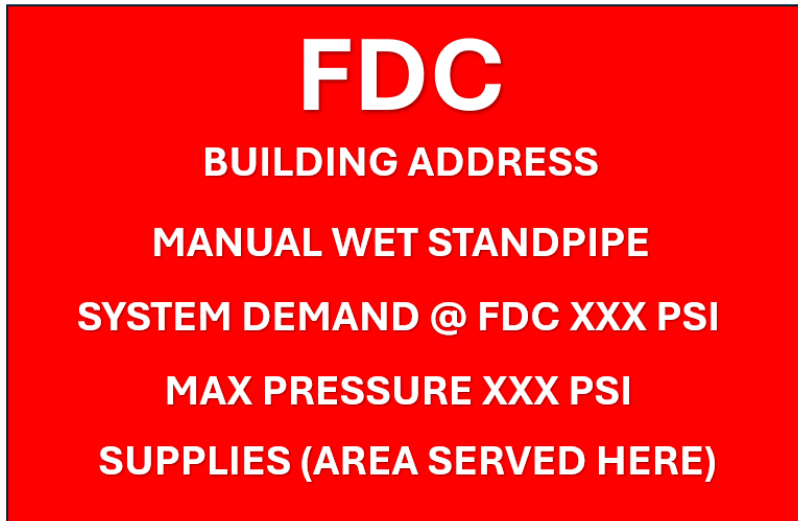 FDC
BUILDING ADDRESS
MANUAL WET STANDPIPE
SYSTEM DEMAND @ FDC XXX PSI
MAX PRESSURE XXX PSI
SUPPLIES (AREA SERVED HERE)